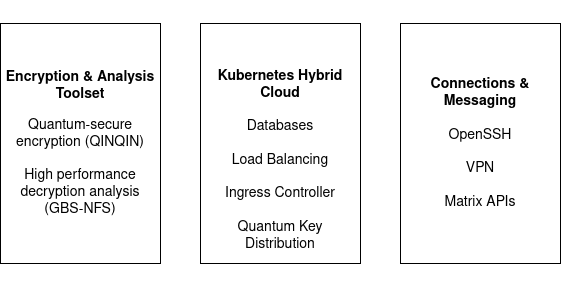 Encryption & Analysis
Toolset
Quantum-secure
encryption (QINQIN)
High performance
decryption analysis
(GBS-NFS)
Kubernetes Hybrid
Cloud
Databases
Load Balancing
Ingress Controller
Quantum Key
Distribution
Connections &
Messaging
OpenSSH
VPN
Matrix APIs